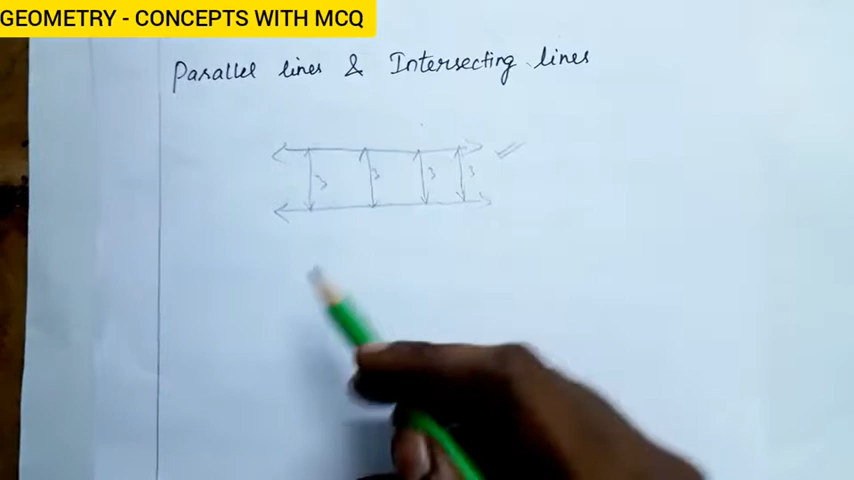 GEOMETRY - CONCEPTS WITH MCQ
Parallel lines & Intersecting lines
3 3 3 3